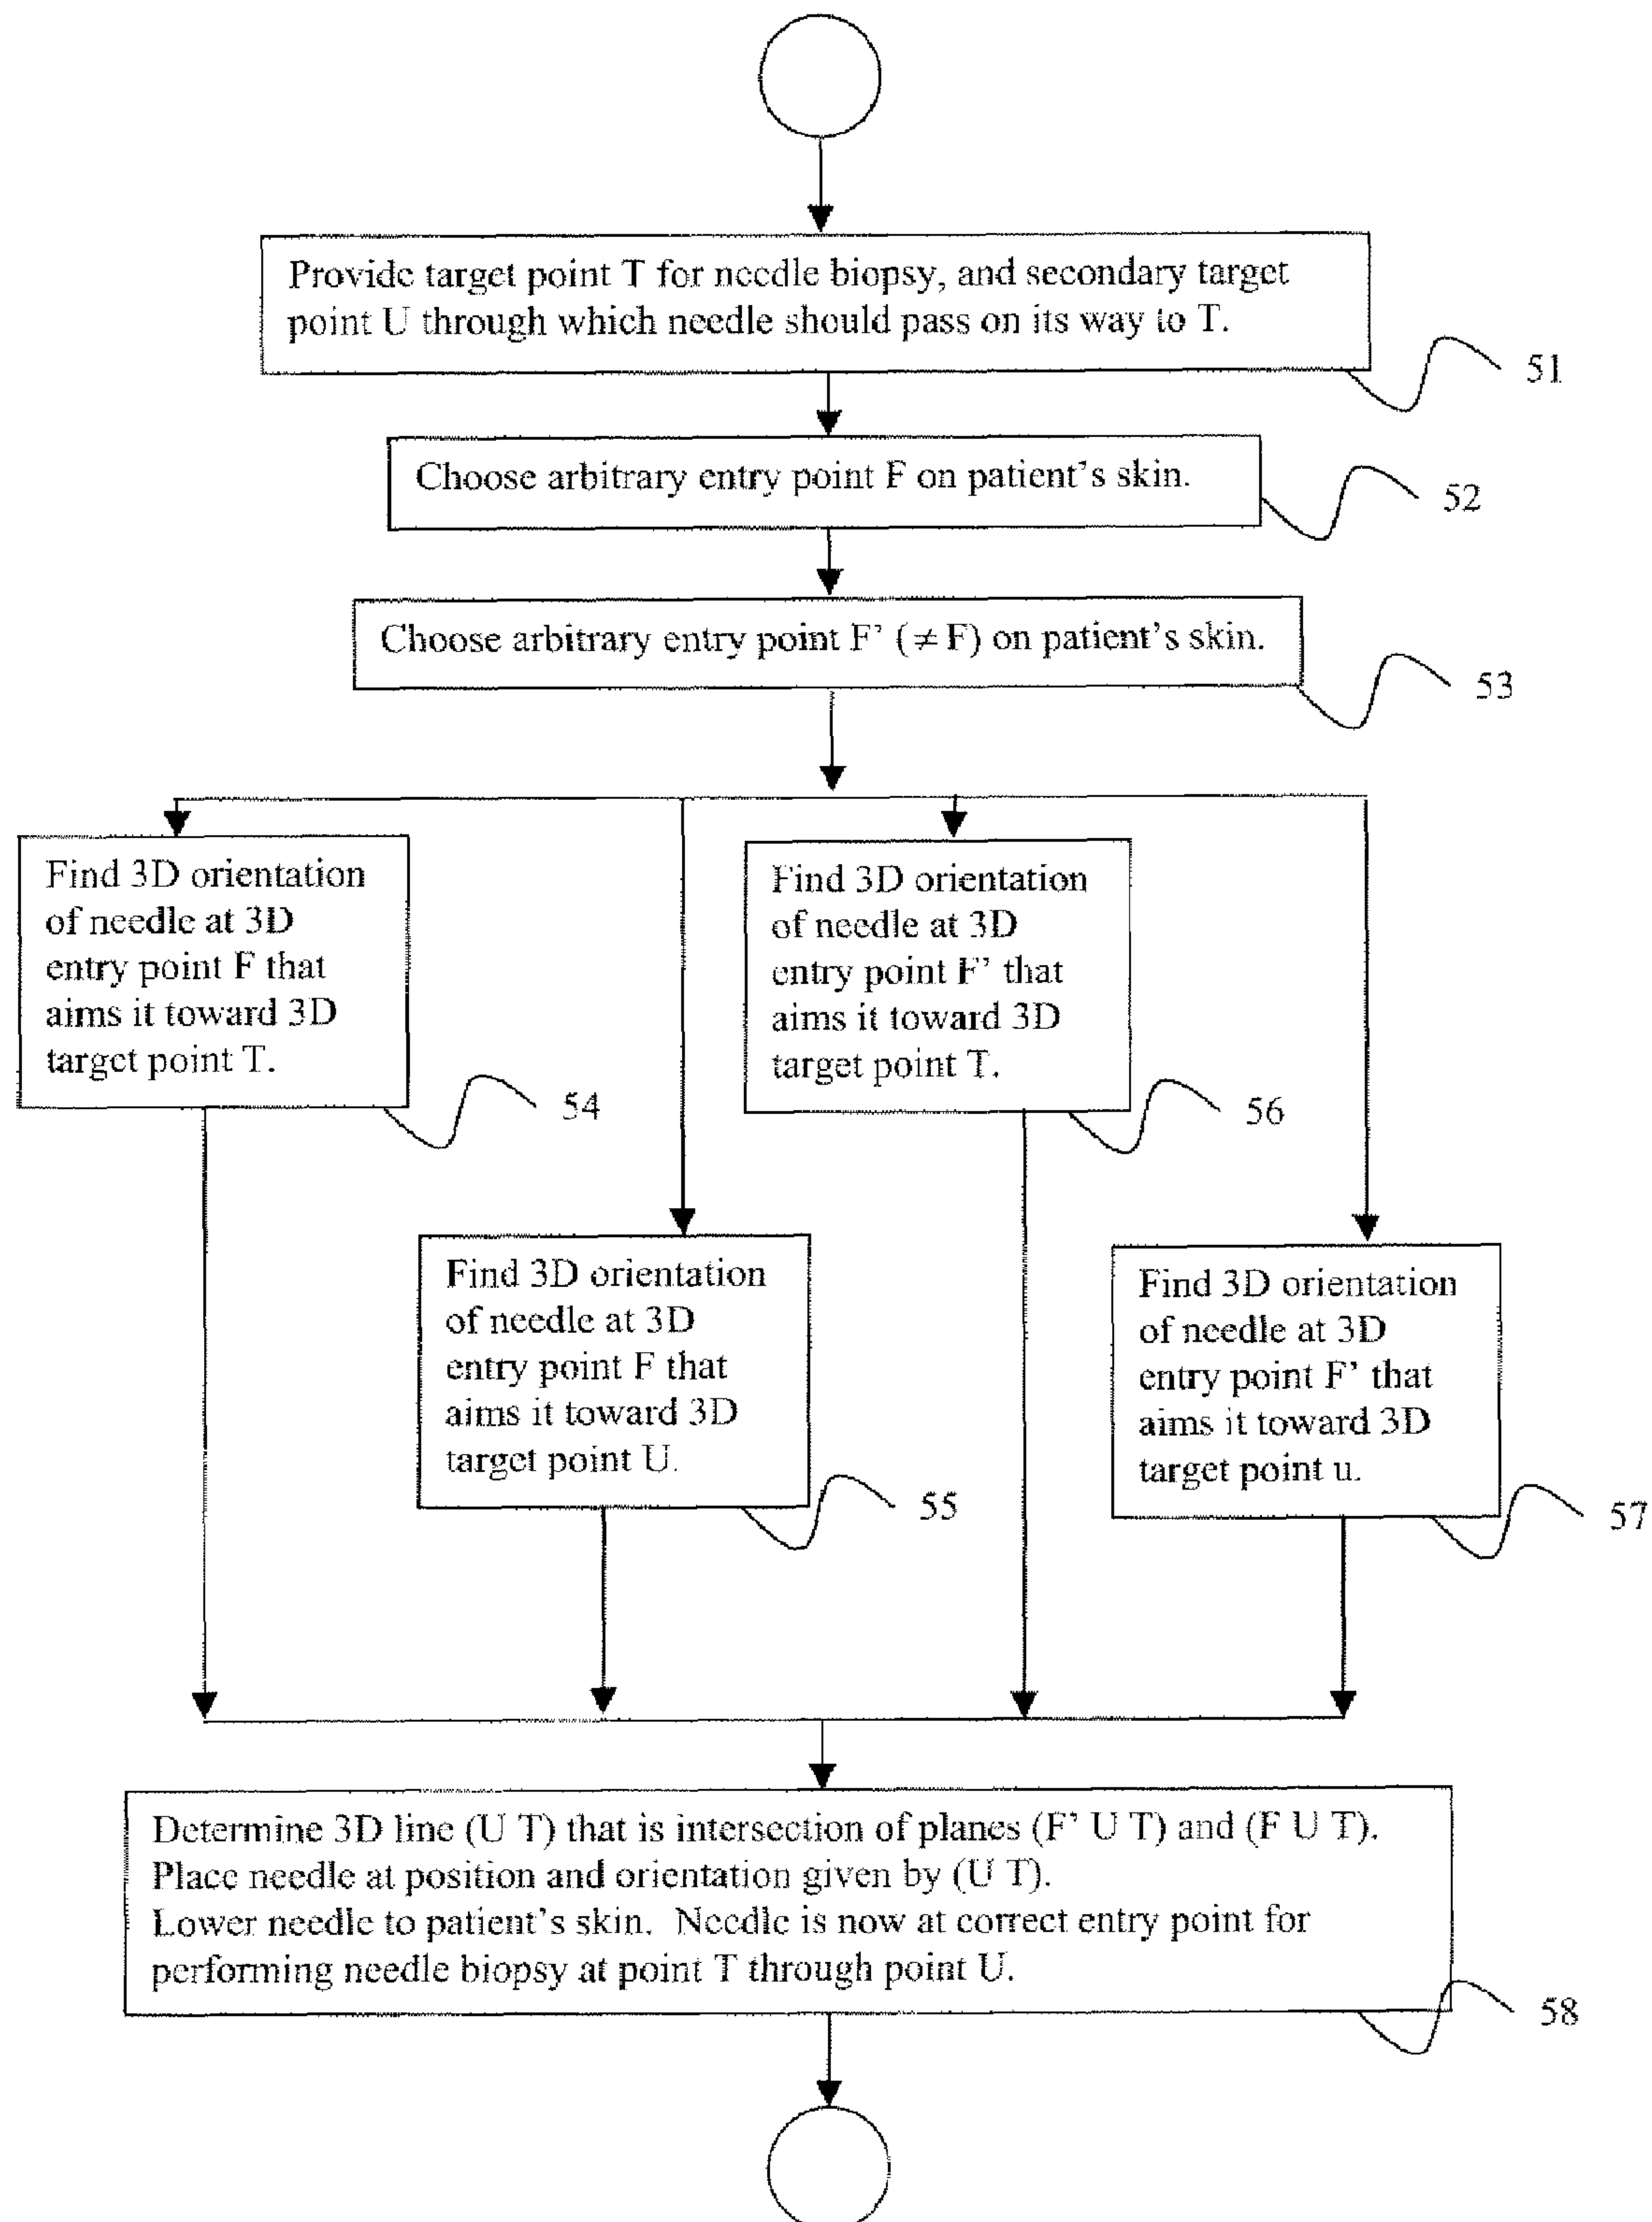 Provide target point T for needle biopsy, and secondary target
point U through which needle should pass on its way to T.
51
Choose arbitrary entry point F on patient's skin.
52
Choose arbitrary entry point F' (≠ F) on patient's skin.
53
Find 3D orientation
of needle at 3D
entry point F that
aims it toward 3D
target point T.
54
Find 3D orientation
of needle at 3D
entry point F' that
aims it toward 3D
target point T.
56
Find 3D orientation
of needle at 3D
entry point F that
aims it toward 3D
target point U.
55
Find 3D orientation
of needle at 3D
entry point F' that
aims it toward 3D
target point u.
57
Determine 3D line (U T) that is intersection of planes (F' U T) and (F U T).
Place needle at position and orientation given by (U T).
Lower needle to patient's skin. Needle is now at correct entry point for
performing needle biopsy at point T through point U.
58